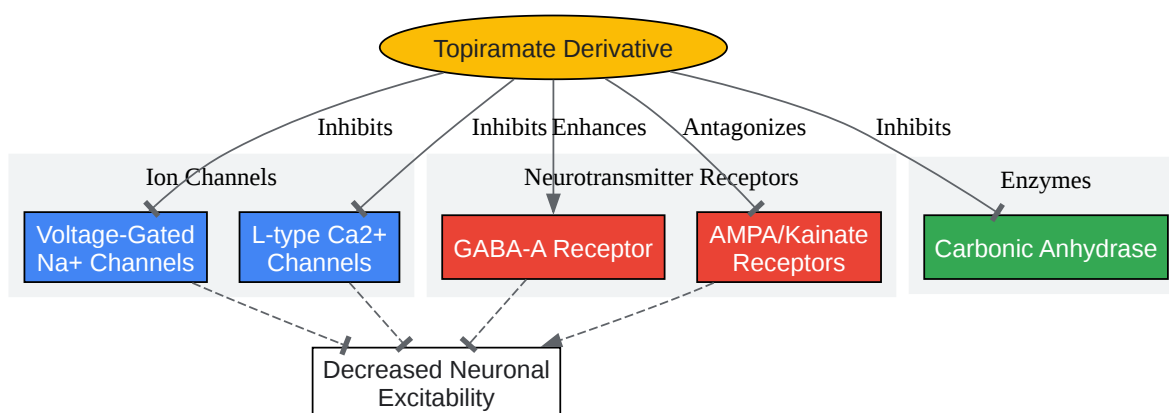 Topiramate Derivative
Inhibits
Inhibits
Enhances
Antagonizes
Inhibits
Ion Channels
Neurotransmitter Receptors
Enzymes
Voltage-Gated
Na+ Channels
L-type Ca2+
Channels
GABA-A Receptor
AMPA/Kainate
Receptors
Carbonic Anhydrase
Decreased Neuronal
Excitability